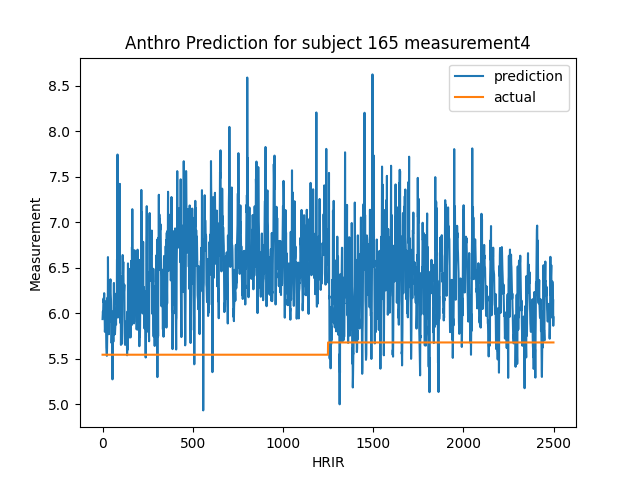 Anthro Prediction for subject 165 measurement4
prediction
actual
8.5
8.0
7.5
7.0
6.5
6.0
5.5
5.0
Measurement
0 500 1000 1500 2000 2500
HRIR